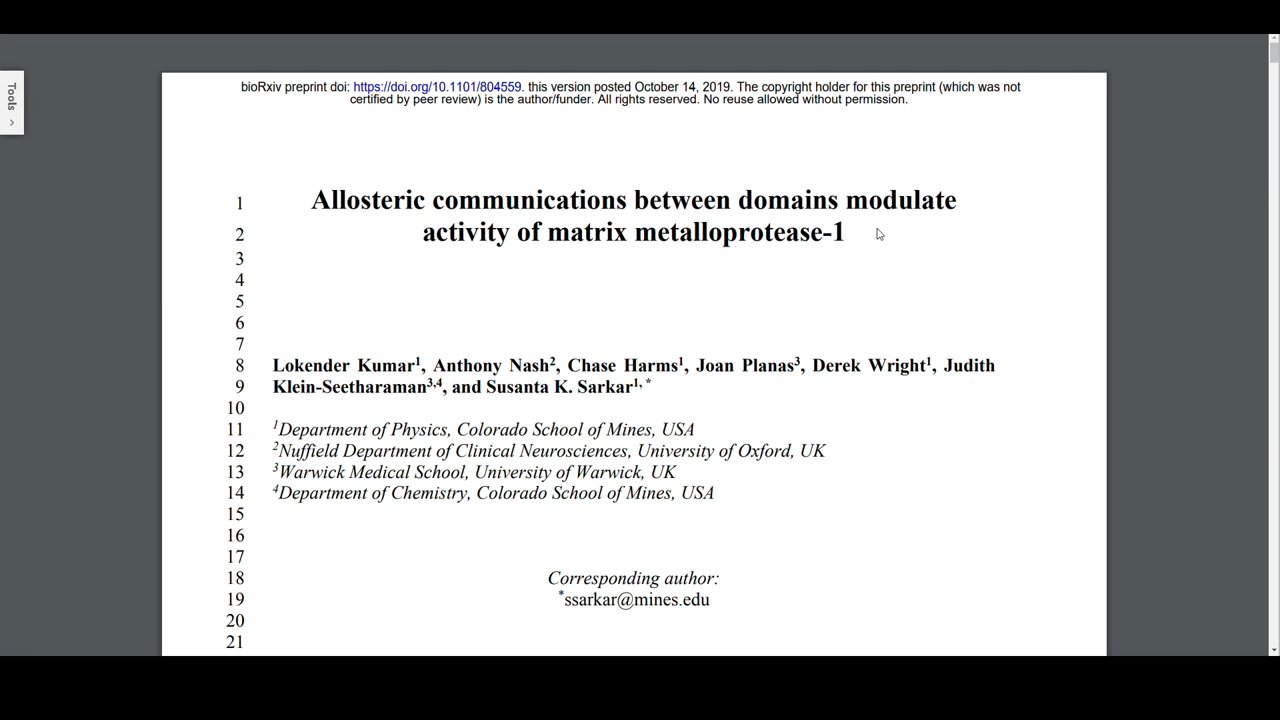 Tools
bioRxiv preprint doi: https://doi.org/10.1101/804559. this version posted October 14, 2019. The copyright holder for this preprint (which was not
certified by peer review) is the author/funder. All rights reserved. No reuse allowed without permission.
1 Allosteric communications between domains modulate
2 activity of matrix metalloprotease-1
3
4
5
6
7
8 Lokender Kumar¹, Anthony Nash², Chase Harms¹, Joan Planas³, Derek Wright¹, Judith
9 Klein-Seetharaman³,⁴, and Susanta K. Sarkar¹, *
10
11 ¹Department of Physics, Colorado School of Mines, USA
12 ²Nuffield Department of Clinical Neurosciences, University of Oxford, UK
13 ³Warwick Medical School, University of Warwick, UK
14 ⁴Department of Chemistry, Colorado School of Mines, USA
15
16
17
18 Corresponding author:
19 *ssarkar@mines.edu
20
21